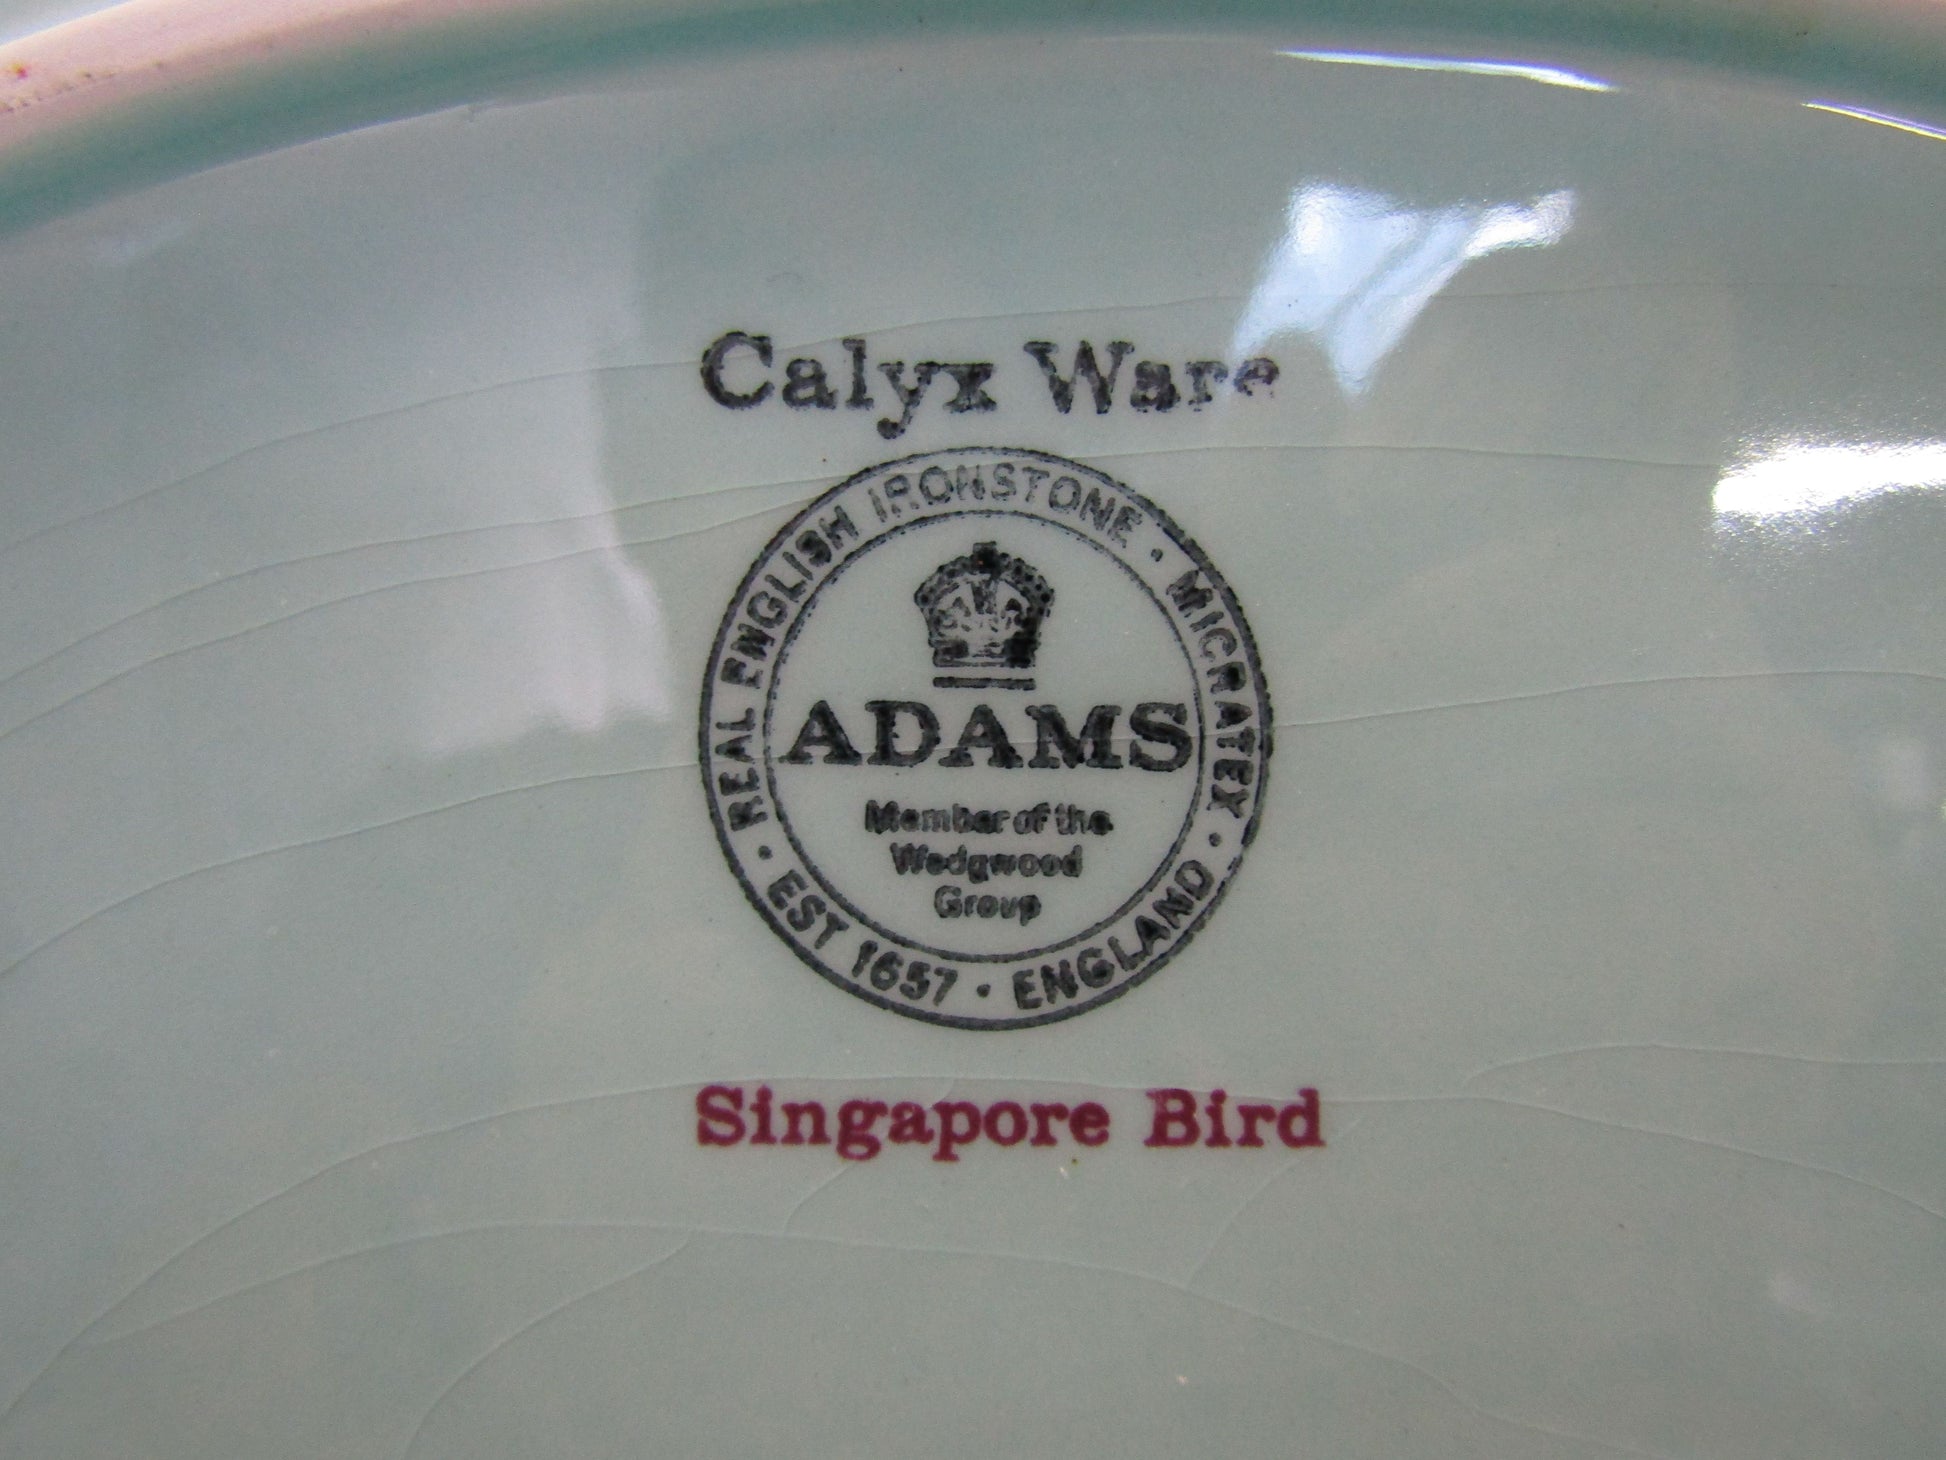 Calyx Ware
REAL ENGLISH IRONSTONE · MICRATEX · ENGLAND · EST 1657 ·
ADAMS
Member of the
Wedgwood
Group
Singapore Bird